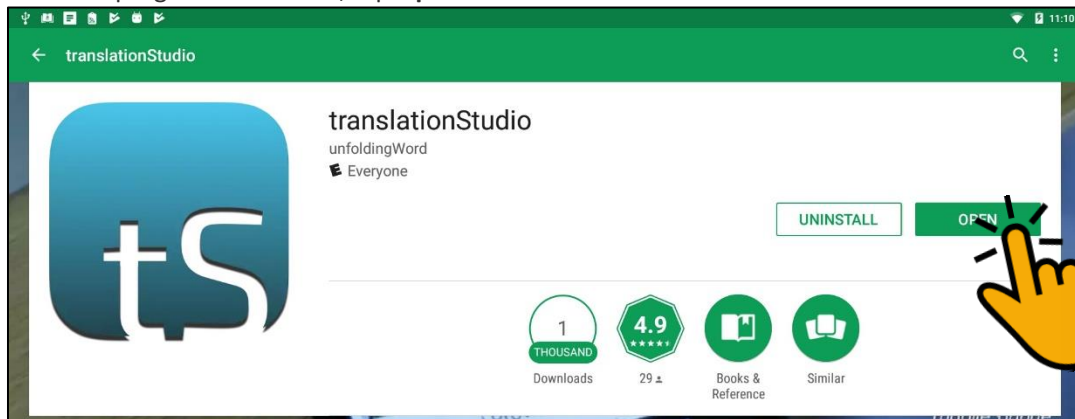 11:10
translationStudio
translationStudio
unfoldingWord
E Everyone
UNINSTALL
OPEN
tS
1
THOUSAND
Downloads
4.9
29
Books &
Reference
Similar